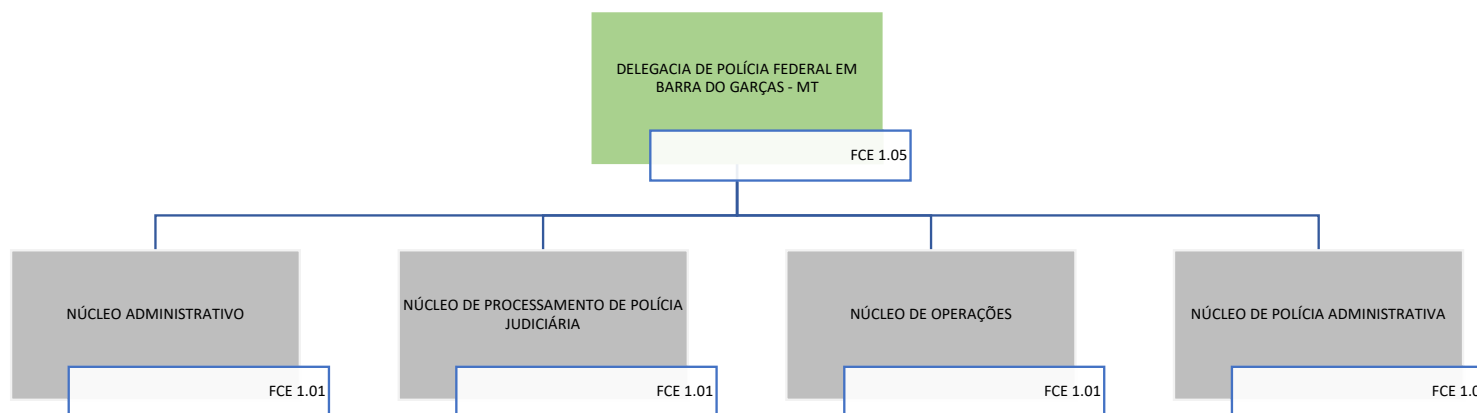 DELEGACIA DE POLÍCIA FEDERAL EM
BARRA DO GARÇAS - MT
FCE 1.05
NÚCLEO ADMINISTRATIVO
FCE 1.01
NÚCLEO DE PROCESSAMENTO DE POLÍCIA
JUDICIÁRIA
FCE 1.01
NÚCLEO DE OPERAÇÕES
FCE 1.01
NÚCLEO DE POLÍCIA ADMINISTRATIVA
FCE